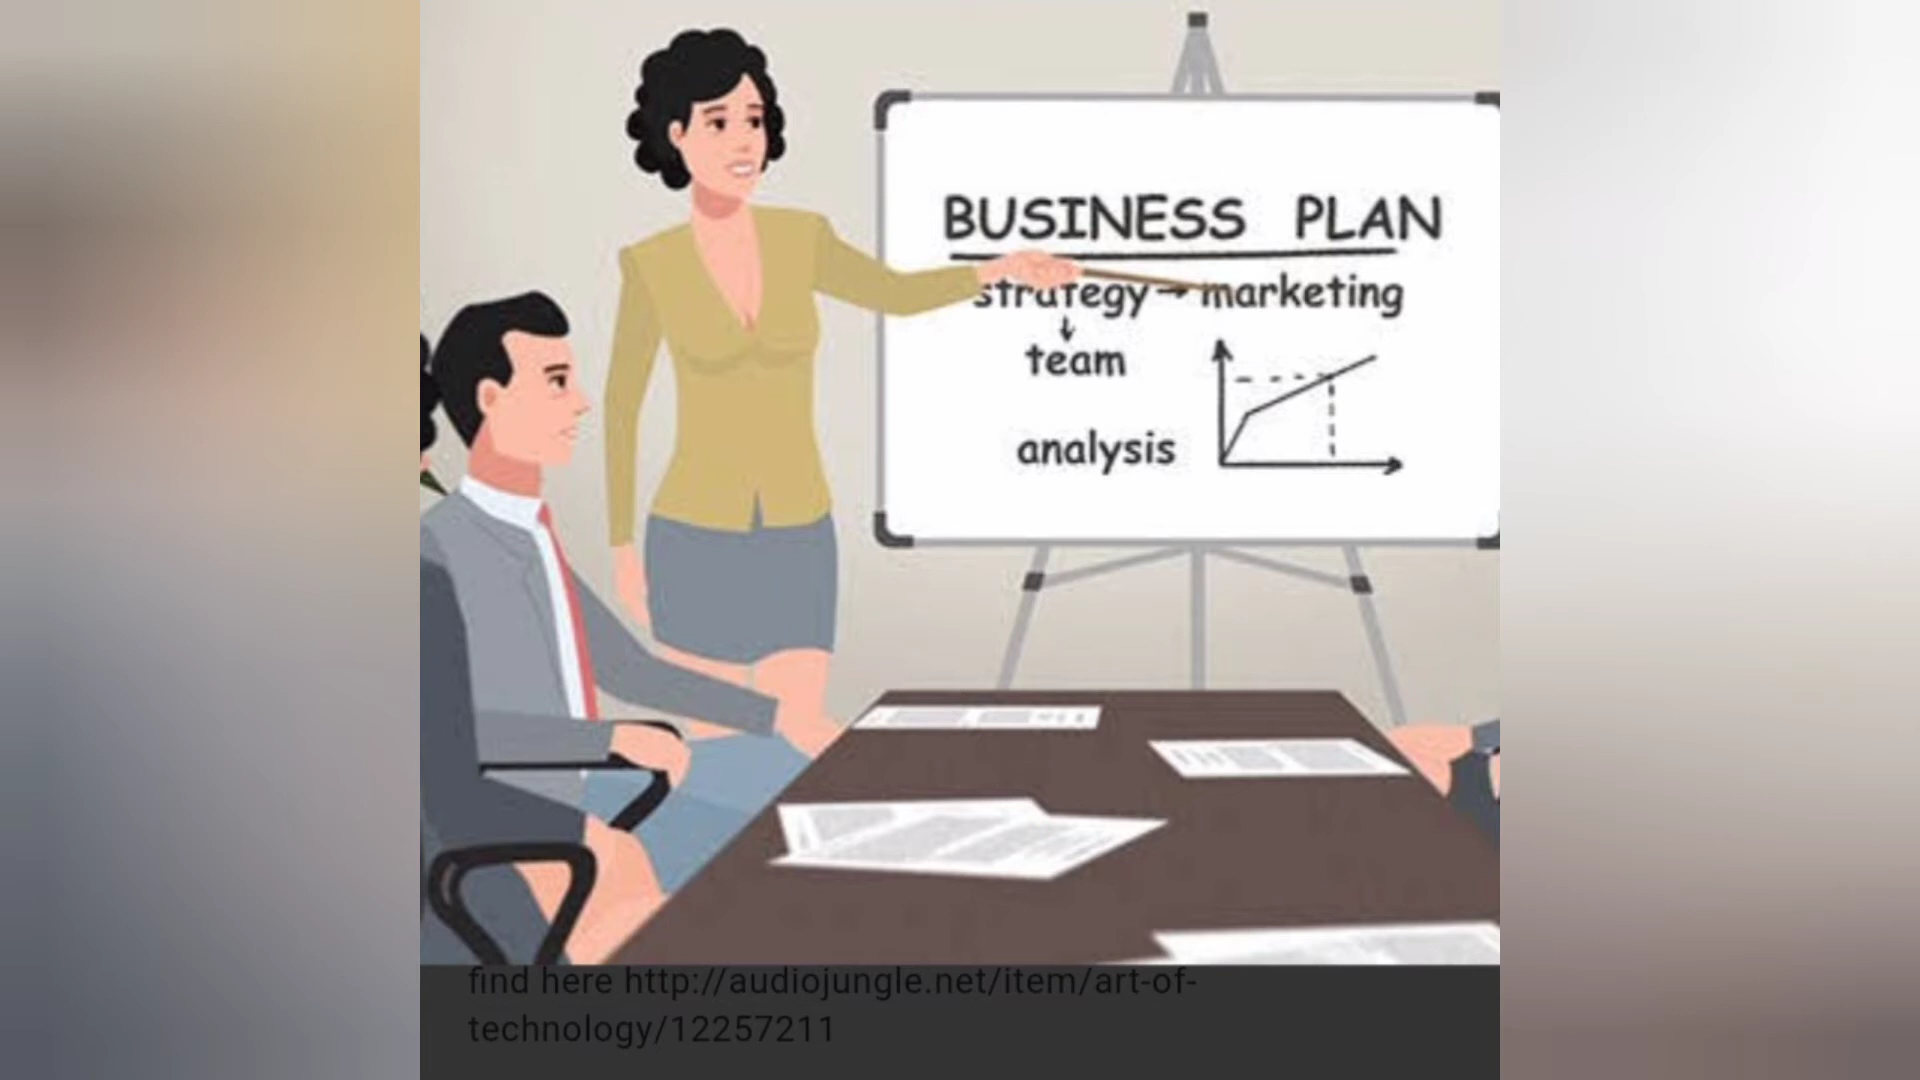 BUSINESS PLAN
strategy → marketing
↓
team
analysis
find here http://audiojungle.net/item/art-of-
technology/12257211